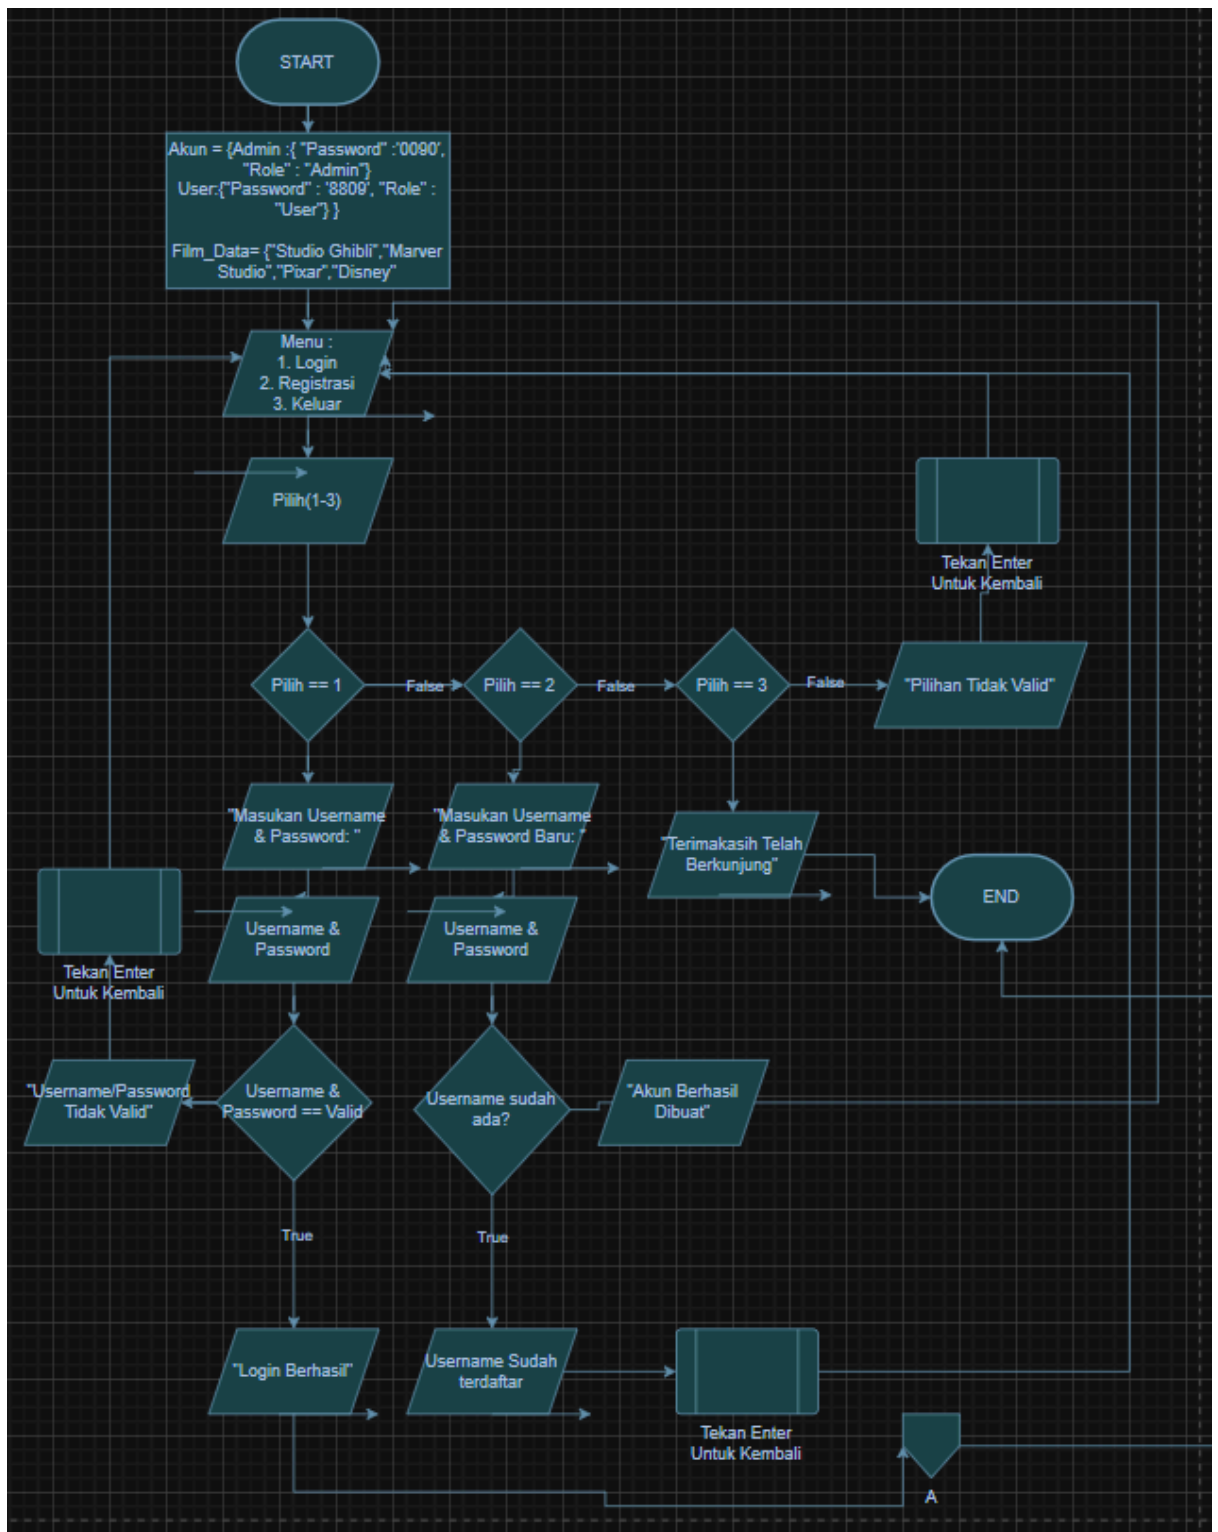 START
Akun = {Admin :{ "Password" :'0090',
"Role" : "Admin"}
User:{"Password" : '8809', "Role" :
"User"} }
Film_Data= {"Studio Ghibli","Marver
Studio","Pixar","Disney"
Menu :
1. Login
2. Registrasi
3. Keluar
Pilih(1-3)
Tekan Enter
Untuk Kembali
Pilih == 1
False
Pilih == 2
False
Pilih == 3
False
"Pilihan Tidak Valid"
"Masukan Username
& Password: "
"Masukan Username
& Password Baru: "
"Terimakasih Telah
Berkunjung"
END
Username &
Password
Username &
Password
Tekan Enter
Untuk Kembali
"Username/Password
Tidak Valid"
Username &
Password == Valid
Username sudah
ada?
"Akun Berhasil
Dibuat"
True
True
"Login Berhasil"
Username Sudah
terdaftar
Tekan Enter
Untuk Kembali
A